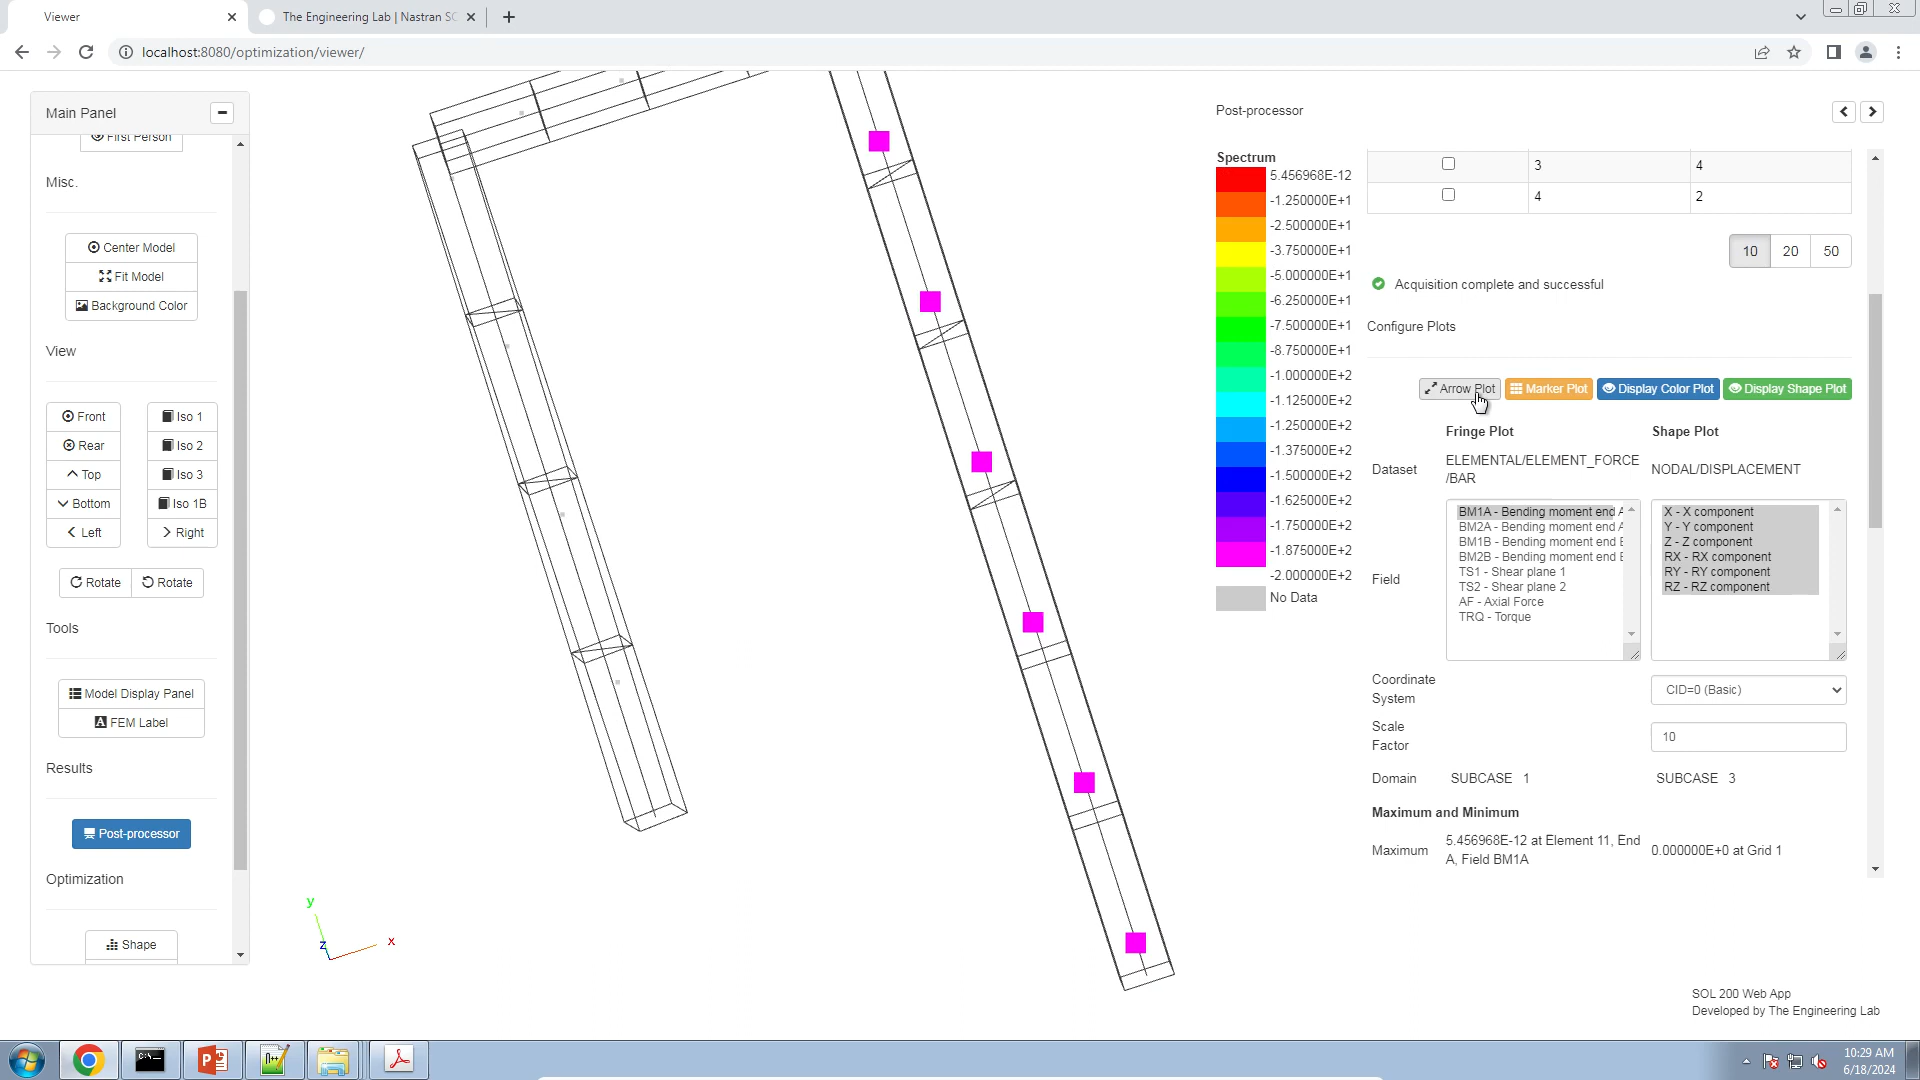 Viewer
The Engineering Lab | Nastran SC
localhost:8080/optimization/viewer/
Main Panel
First Person
Misc.
Center Model
Fit Model
Background Color
View
Front
Iso 1
Rear
Iso 2
Top
Iso 3
Bottom
Iso 1B
Left
Right
Rotate
Rotate
Tools
Model Display Panel
A FEM Label
Results
Post-processor
Optimization
Shape
y
z
x
Post-processor
Spectrum
5.456968E-12
-1.250000E+1
-2.500000E+1
-3.750000E+1
-5.000000E+1
-6.250000E+1
-7.500000E+1
-8.750000E+1
-1.000000E+2
-1.125000E+2
-1.250000E+2
-1.375000E+2
-1.500000E+2
-1.625000E+2
-1.750000E+2
-1.875000E+2
-2.000000E+2
No Data
3 4
4 2
10 20 50
Acquisition complete and successful
Configure Plots
Arrow Plot
Marker Plot
Display Color Plot
Display Shape Plot
Fringe Plot
Shape Plot
Dataset
ELEMENTAL/ELEMENT_FORCE
/BAR
NODAL/DISPLACEMENT
Field
BM1A - Bending moment end A
BM2A - Bending moment end A
BM1B - Bending moment end B
BM2B - Bending moment end B
TS1 - Shear plane 1
TS2 - Shear plane 2
AF - Axial Force
TRQ - Torque
X - X component
Y - Y component
Z - Z component
RX - RX component
RY - RY component
RZ - RZ component
Coordinate
System
CID=0 (Basic)
Scale
Factor
10
Domain
SUBCASE 1
SUBCASE 3
Maximum and Minimum
Maximum
5.456968E-12 at Element 11, End
A, Field BM1A
0.000000E+0 at Grid 1
SOL 200 Web App
Developed by The Engineering Lab
10:29 AM
6/18/2024